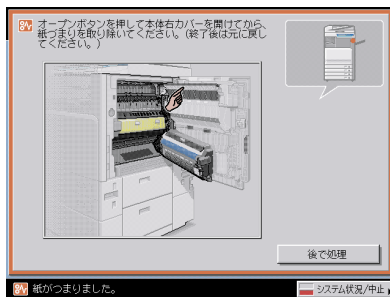 オープンボタンを押して本体右カバーを開けてから、
紙づまりを取り除いてください。(終了後は元に戻し
てください。)
後で処理
紙がつまりました。
システム状況/中止